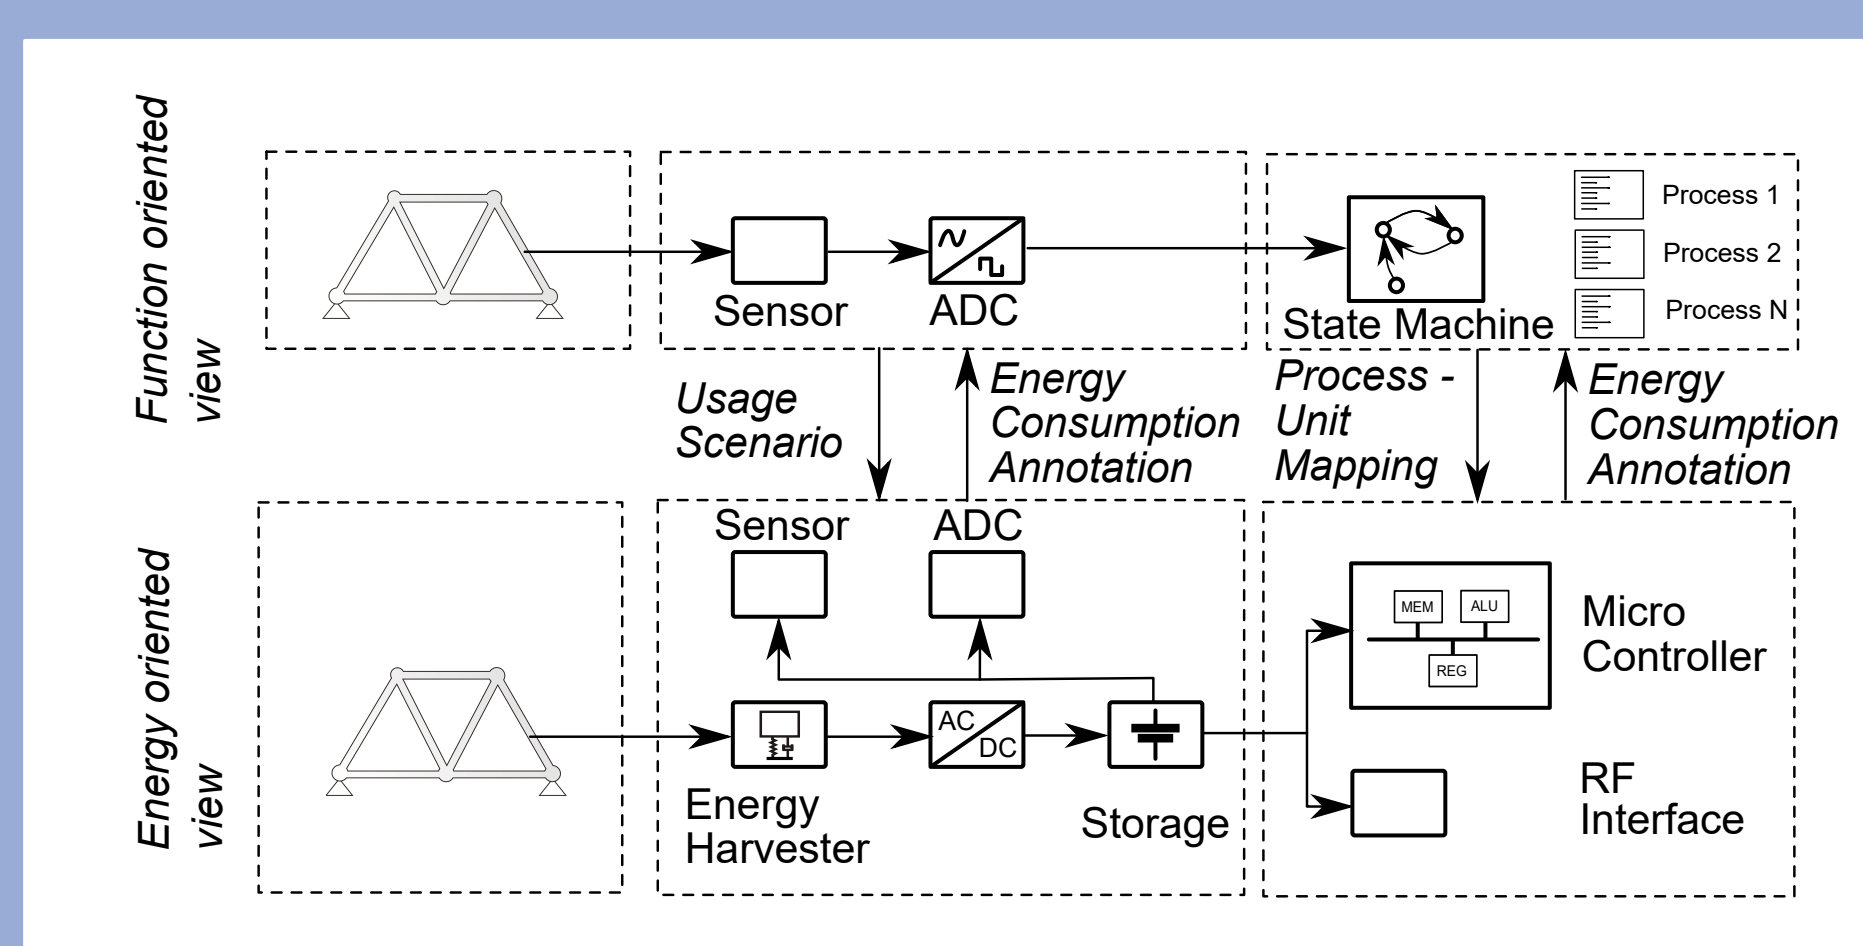 Function oriented
view
Process 1
Process 2
Process N
Sensor
ADC
State Machine
Usage
Scenario
Energy
Consumption
Annotation
Process -
Unit
Mapping
Energy
Consumption
Annotation
Energy oriented
view
Sensor
ADC
MEM
ALU
REG
Micro
Controller
AC
DC
Energy
Harvester
Storage
RF
Interface